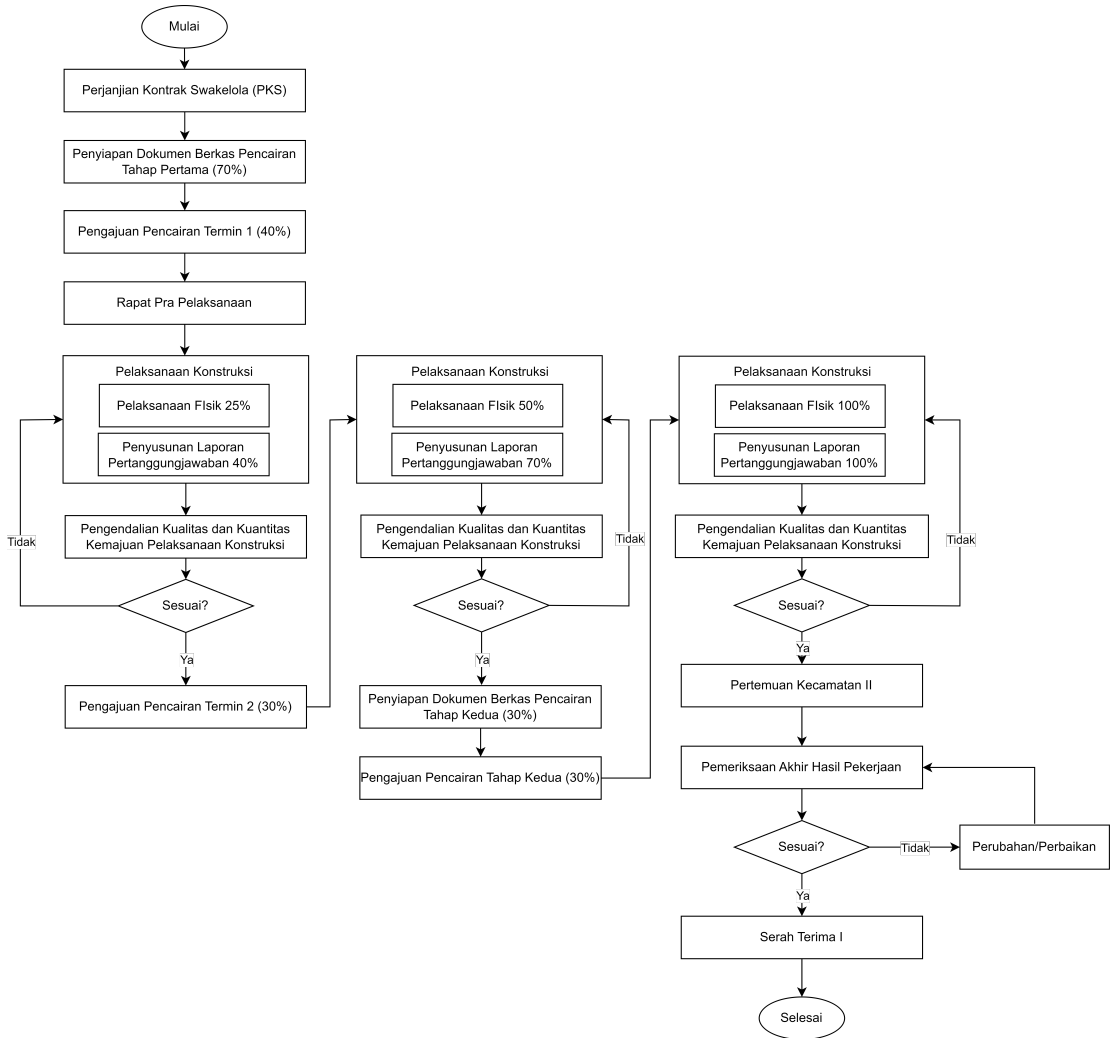 Mulai
Perjanjian Kontrak Swakelola (PKS)
Penyiapan Dokumen Berkas Pencairan
Tahap Pertama (70%)
Pengajuan Pencairan Termin 1 (40%)
Rapat Pra Pelaksanaan
Pelaksanaan Konstruksi
Pelaksanaan FIsik 25%
Penyusunan Laporan
Pertanggungjawaban 40%
Pengendalian Kualitas dan Kuantitas
Kemajuan Pelaksanaan Konstruksi
Tidak
Sesuai?
Ya
Pengajuan Pencairan Termin 2 (30%)
Pelaksanaan Konstruksi
Pelaksanaan FIsik 50%
Penyusunan Laporan
Pertanggungjawaban 70%
Pengendalian Kualitas dan Kuantitas
Kemajuan Pelaksanaan Konstruksi
Tidak
Sesuai?
Ya
Penyiapan Dokumen Berkas Pencairan
Tahap Kedua (30%)
Pengajuan Pencairan Tahap Kedua (30%)
Pelaksanaan Konstruksi
Pelaksanaan FIsik 100%
Penyusunan Laporan
Pertanggungjawaban 100%
Pengendalian Kualitas dan Kuantitas
Kemajuan Pelaksanaan Konstruksi
Tidak
Sesuai?
Ya
Pertemuan Kecamatan II
Pemeriksaan Akhir Hasil Pekerjaan
Sesuai?
Tidak
Perubahan/Perbaikan
Ya
Serah Terima I
Selesai